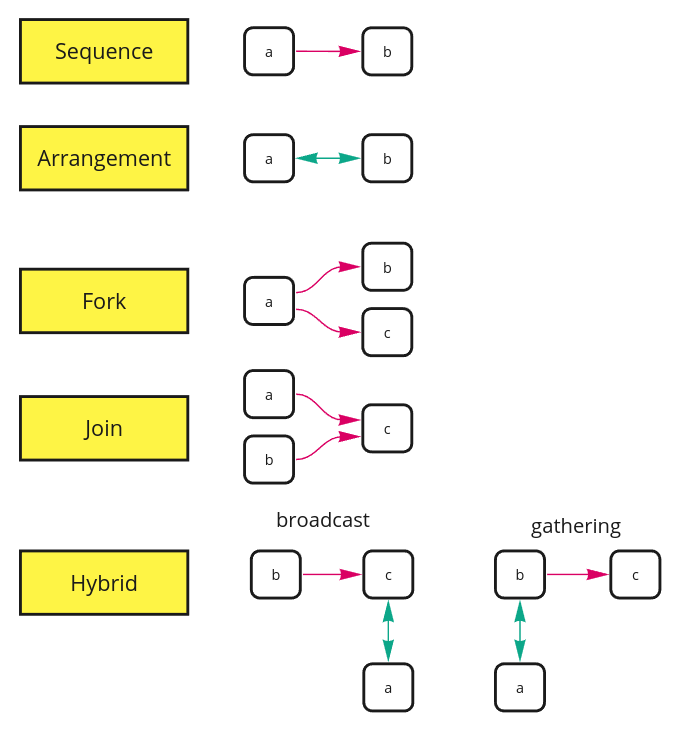 Sequence
a
b
Arrangement
a
b
Fork
a
b
c
Join
a
b
c
Hybrid
broadcast
b
c
a
gathering
b
c
a